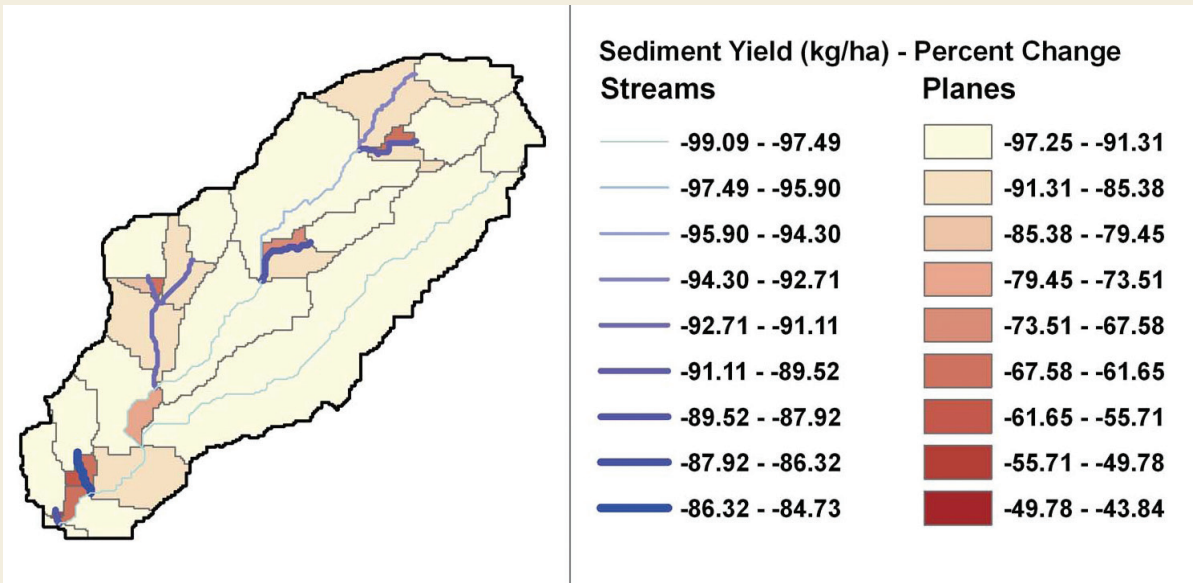 Sediment Yield (kg/ha) - Percent Change
Streams Planes
-99.09 - -97.49 -97.25 - -91.31
-97.49 - -95.90 -91.31 - -85.38
-95.90 - -94.30 -85.38 - -79.45
-94.30 - -92.71 -79.45 - -73.51
-92.71 - -91.11 -73.51 - -67.58
-91.11 - -89.52 -67.58 - -61.65
-89.52 - -87.92 -61.65 - -55.71
-87.92 - -86.32 -55.71 - -49.78
-86.32 - -84.73 -49.78 - -43.84